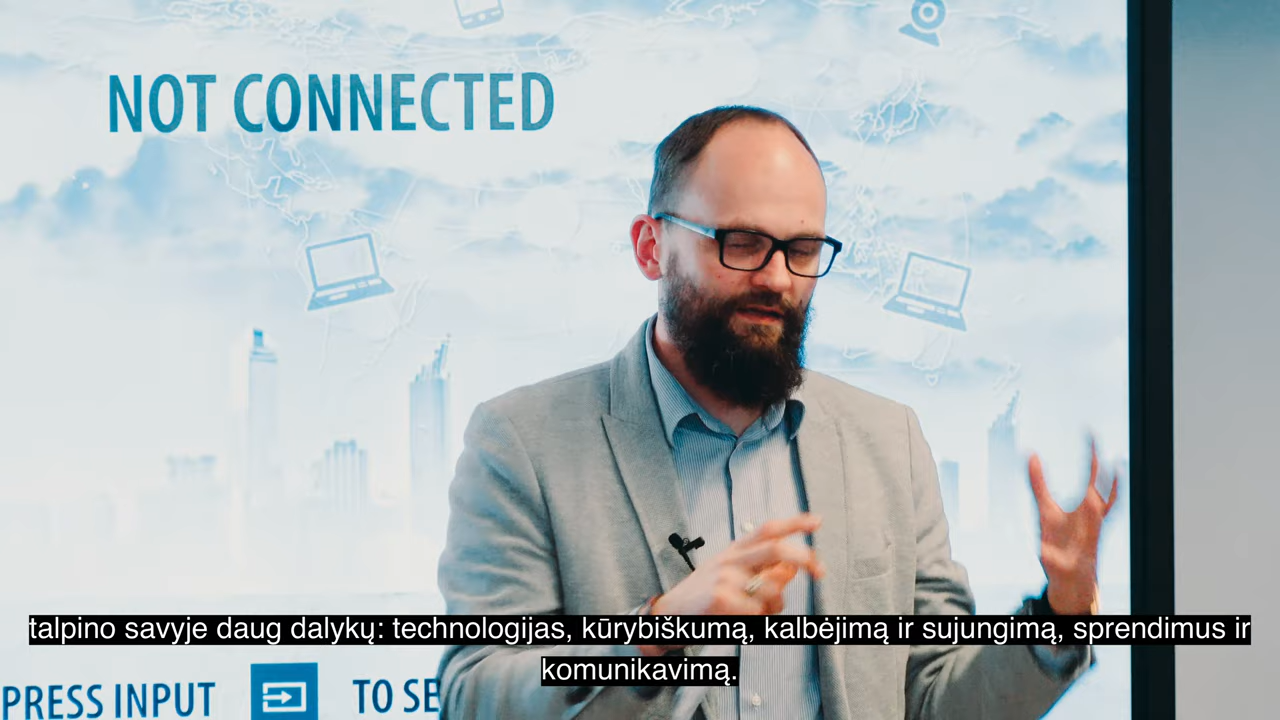 NOT CONNECTED
talpino savyje daug dalykų: technologijas, kūrybiškumą, kalbėjimą ir sujungimą, sprendimus ir
komunikavimą.
PRESS INPUT TO SE